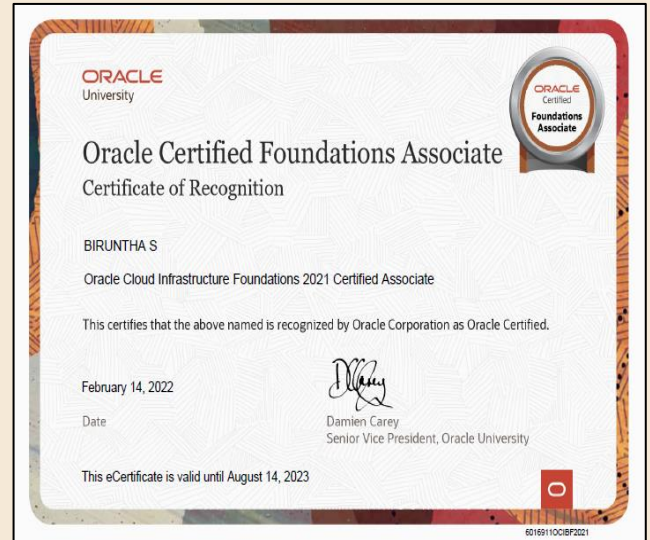 ORACLE
University
ORACLE
Certified
Foundations
Associate
Oracle Certified Foundations Associate
Certificate of Recognition
BIRUNTHA S
Oracle Cloud Infrastructure Foundations 2021 Certified Associate
This certifies that the above named is recognized by Oracle Corporation as Oracle Certified.
February 14, 2022
Date
DCarey
Damien Carey
Senior Vice President, Oracle University
This eCertificate is valid until August 14, 2023
6016911OCIBF2021